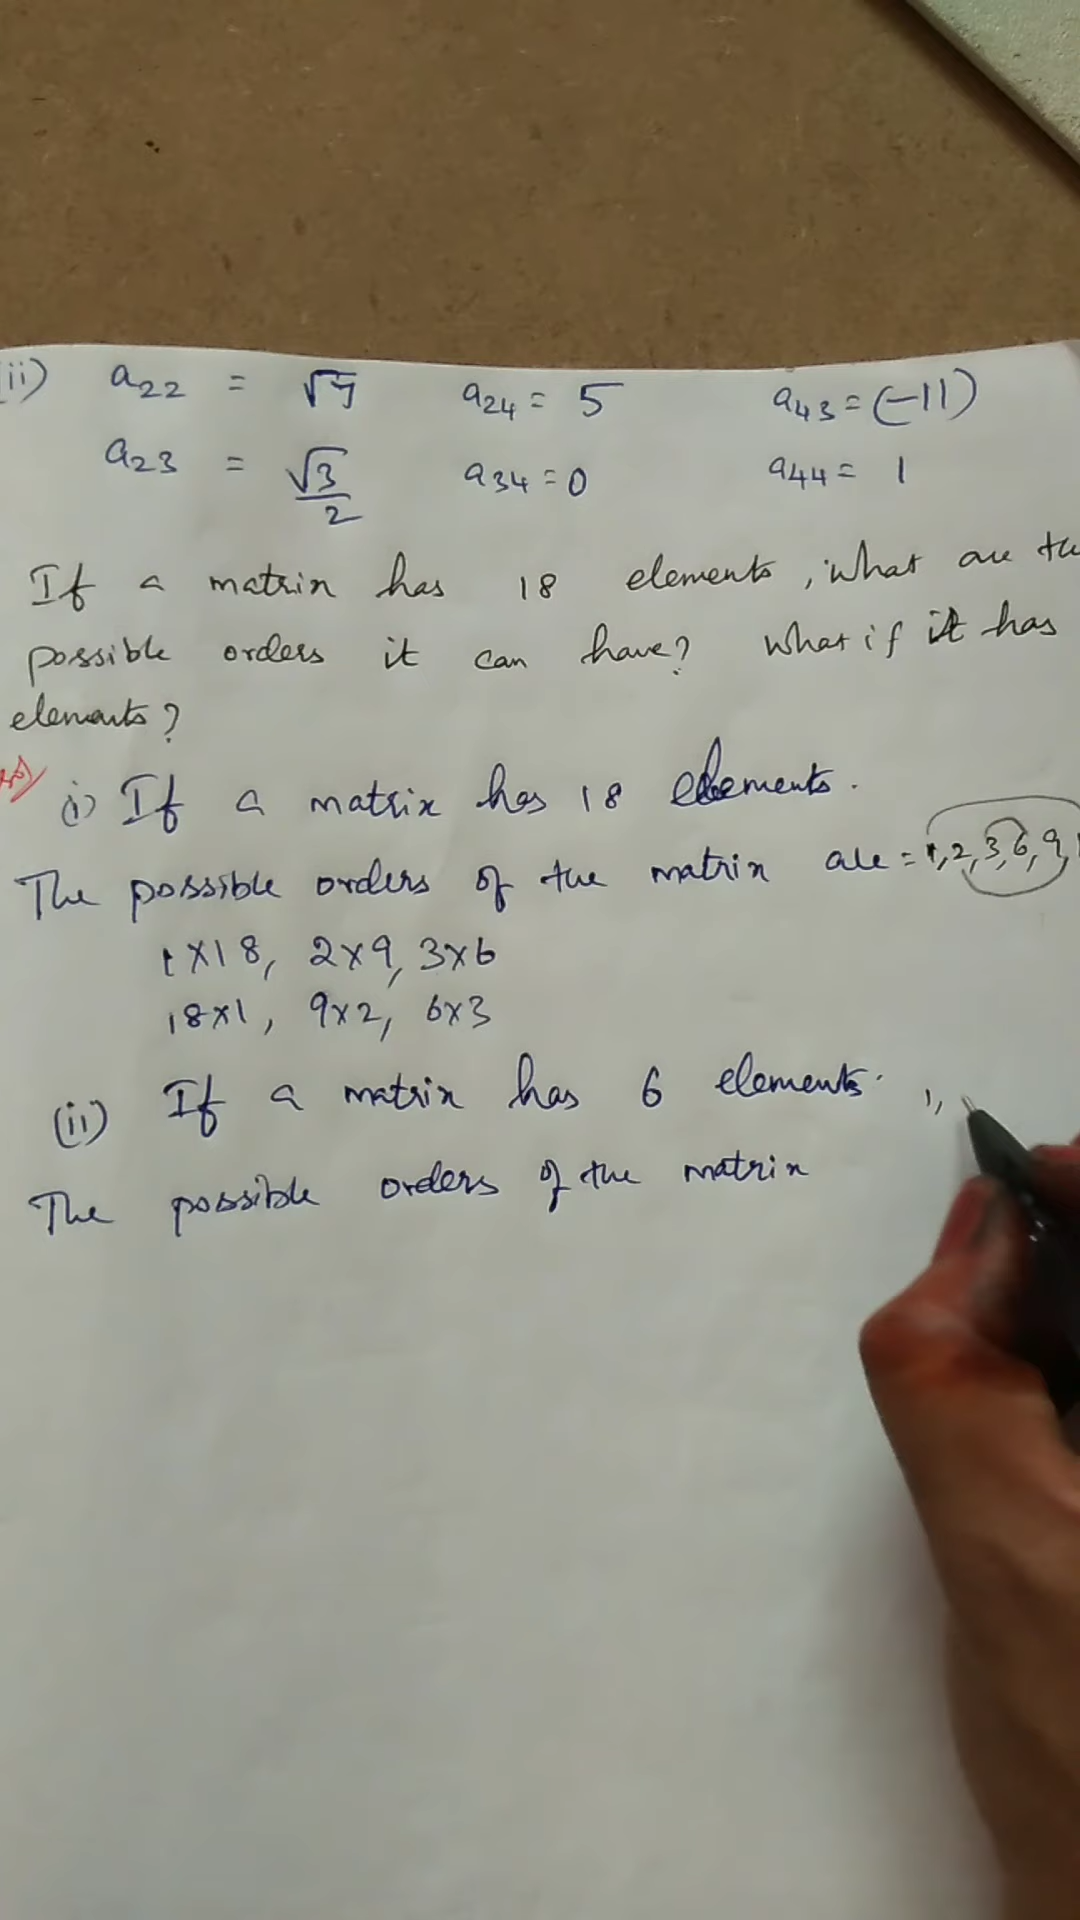 ii) a22 = √7 a24 = 5 a43 = (-11)
a23 = √3/2 a34 = 0 a44 = 1
If a matrix has 18 elements, what are the
possible orders it can have? What if it has
elements?
(i) If a matrix has 18 elements.
The possible orders of the matrix are = 1, 2, 3, 6, 9, 1
1×18, 2×9, 3×6
18×1, 9×2, 6×3
(ii) If a matrix has 6 elements. 1,
The possible orders of the matrix